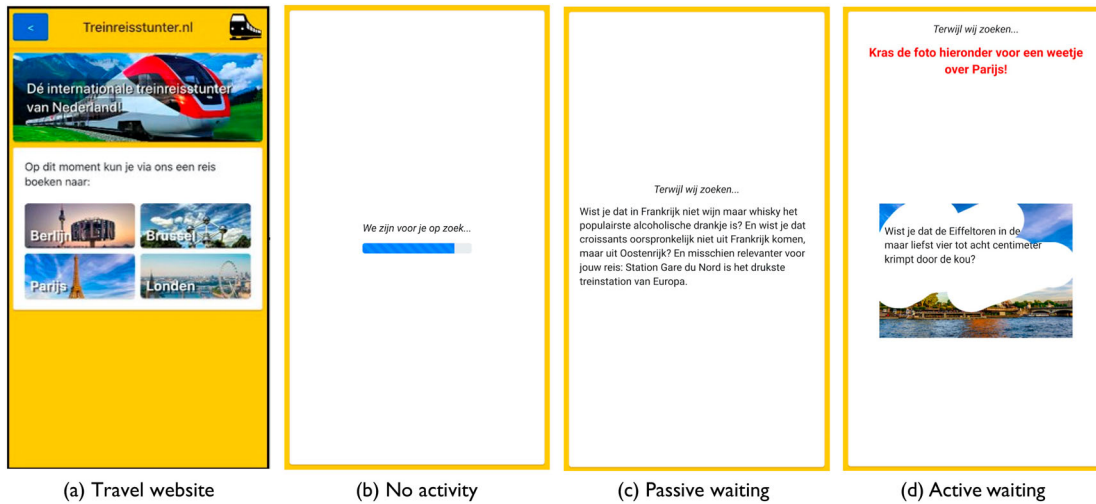 <
Treinreisstunter.nl
Dé internationale treinreisstunter
van Nederland!
Op dit moment kun je via ons een reis
boeken naar:
Berlijn
Brussel
Parijs
Londen
(a) Travel website
We zijn voor je op zoek...
(b) No activity
Terwijl wij zoeken...
Wist je dat in Frankrijk niet wijn maar whisky het
populairste alcoholische drankje is? En wist je dat
croissants oorspronkelijk niet uit Frankrijk komen,
maar uit Oostenrijk? En misschien relevanter voor
jouw reis: Station Gare du Nord is het drukste
treinstation van Europa.
(c) Passive waiting
Terwijl wij zoeken...
Kras de foto hieronder voor een weetje
over Parijs!
Wist je dat de Eiffeltoren in de
maar liefst vier tot acht centimeter
krimpt door de kou?
(d) Active waiting